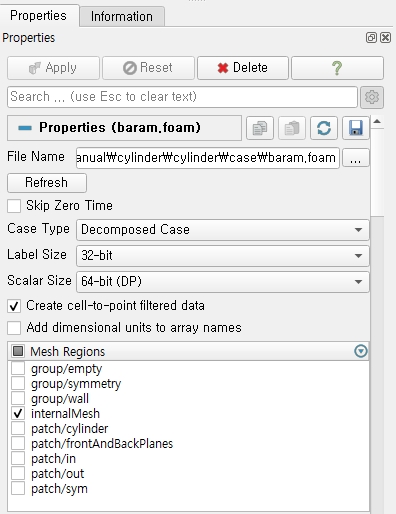 Properties
Information
Properties
Apply
Reset
Delete
?
Search ... (use Esc to clear text)
Properties (baram.foam)
File Name anual₩cylinder₩cylinder₩case₩baram.foam ...
Refresh
Skip Zero Time
Case Type Decomposed Case
Label Size 32-bit
Scalar Size 64-bit (DP)
Create cell-to-point filtered data
Add dimensional units to array names
Mesh Regions
group/empty
group/symmetry
group/wall
internalMesh
patch/cylinder
patch/frontAndBackPlanes
patch/in
patch/out
patch/sym